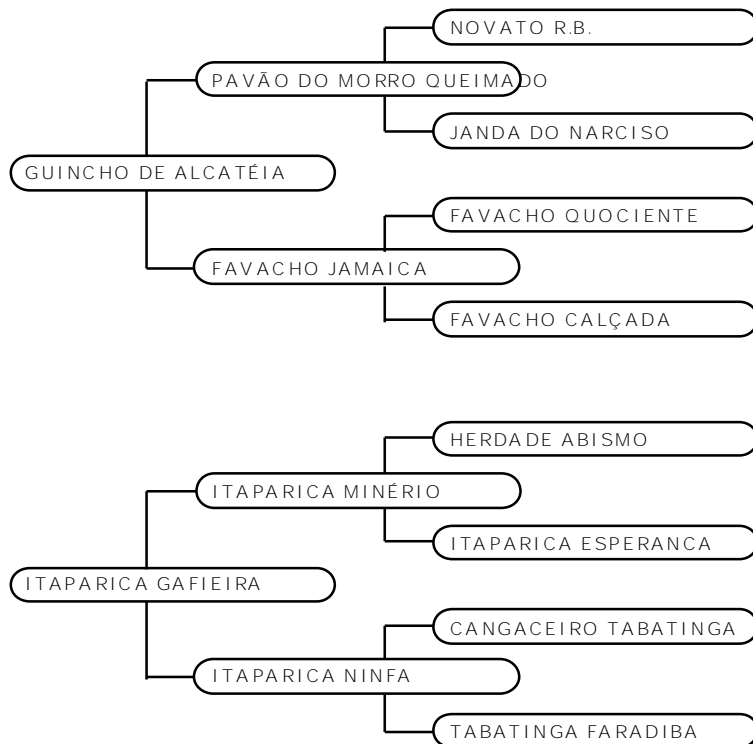 NOVATO R.B.
PAVÃO DO MORRO QUEIMADO
JANDA DO NARCISO
GUINCHO DE ALCATÉIA
FAVACHO QUOCIENTE
FAVACHO JAMAICA
FAVACHO CALÇADA
HERDADE ABISMO
ITAPARICA MINÉRIO
ITAPARICA ESPERANCA
ITAPARICA GAFIEIRA
CANGACEIRO TABATINGA
ITAPARICA NINFA
TABATINGA FARADIBA